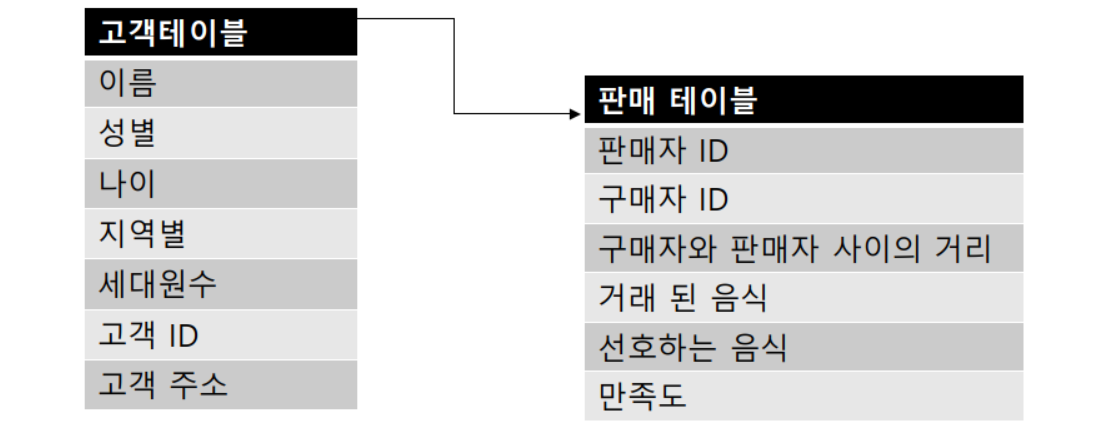 고객테이블
이름
성별
나이
지역별
세대원수
고객 ID
고객 주소
판매 테이블
판매자 ID
구매자 ID
구매자와 판매자 사이의 거리
거래 된 음식
선호하는 음식
만족도